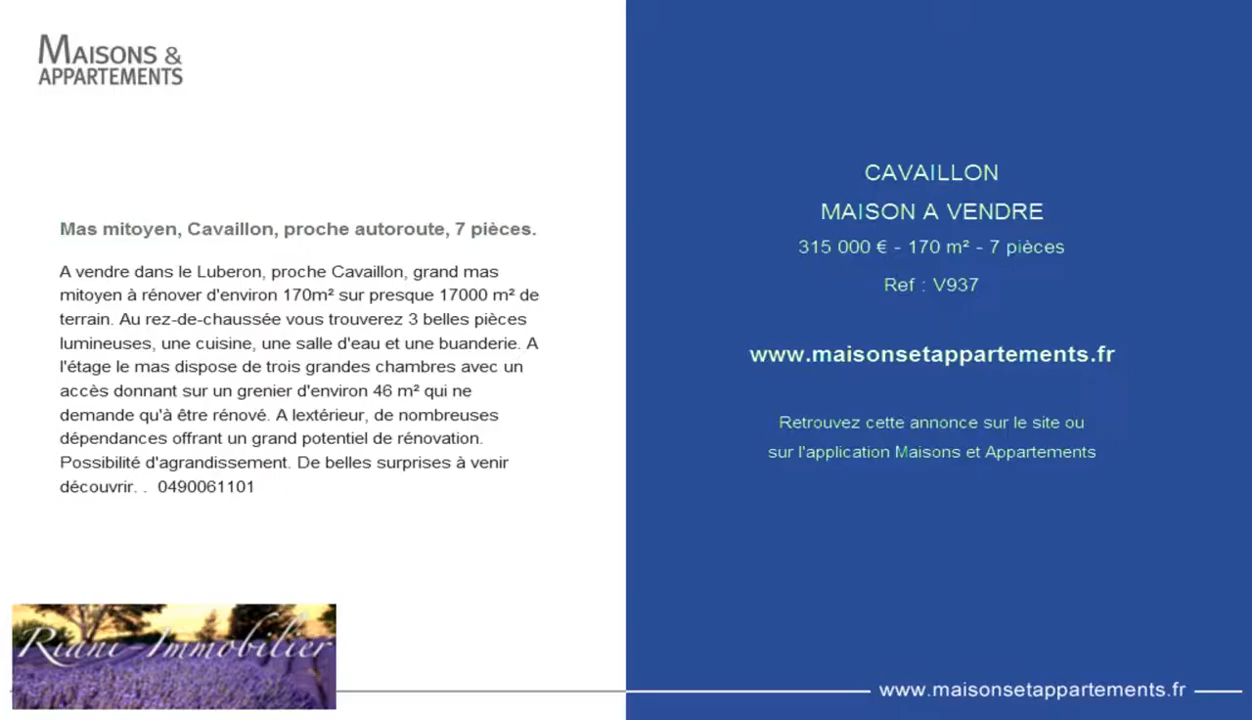 MAISONS &
APPARTEMENTS
Mas mitoyen, Cavaillon, proche autoroute, 7 pièces.
A vendre dans le Luberon, proche Cavaillon, grand mas
mitoyen à rénover d'environ 170m² sur presque 17000 m² de
terrain. Au rez-de-chaussée vous trouverez 3 belles pièces
lumineuses, une cuisine, une salle d'eau et une buanderie. A
l'étage le mas dispose de trois grandes chambres avec un
accès donnant sur un grenier d'environ 46 m² qui ne
demande qu'à être rénové. A lextérieur, de nombreuses
dépendances offrant un grand potentiel de rénovation.
Possibilité d'agrandissement. De belles surprises à venir
découvrir. .  0490061101
Riani Immobilier
CAVAILLON
MAISON A VENDRE
315 000 € - 170 m² - 7 pièces
Ref : V937
www.maisonsetappartements.fr
Retrouvez cette annonce sur le site ou
sur l'application Maisons et Appartements
www.maisonsetappartements.fr